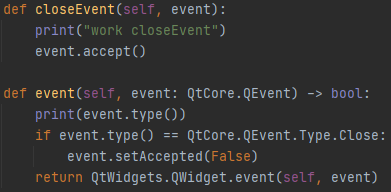 def closeEvent(self, event):
    print("work closeEvent")
    event.accept()
def event(self, event: QtCore.QEvent) -> bool:
    print(event.type())
    if event.type() == QtCore.QEvent.Type.Close:
        event.setAccepted(False)
    return QtWidgets.QWidget.event(self, event)